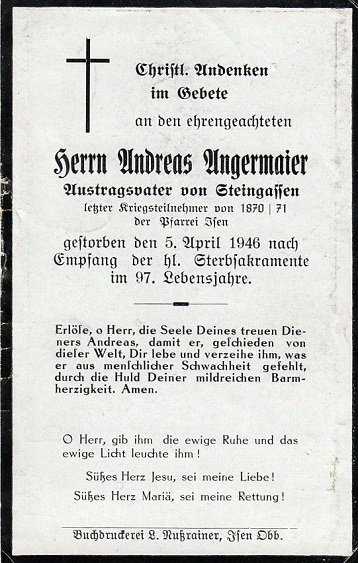 Christl. Andenken
im Gebete
an den ehrengeachteten
Herrn Andreas Angermaier
Austragsvater von Steingassen
letzter Kriegsteilnehmer von 1870/71
der Pfarrei Isen
gestorben den 5. April 1946 nach
Empfang der hl. Sterbsakramente
im 97. Lebensjahre.
Erlöse, o Herr, die Seele Deines treuen Die-
ners Andreas, damit er, geschieden von
dieser Welt, Dir lebe und verzeihe ihm, was
er aus menschlicher Schwachheit gefehlt,
durch die Huld Deiner mildreichen Barm-
herzigkeit. Amen.
O Herr, gib ihm die ewige Ruhe und das
ewige Licht leuchte ihm!
Süßes Herz Jesu, sei meine Liebe!
Süßes Herz Mariä, sei meine Rettung!
Buchdruckerei L. Nußrainer, Isen Obb.